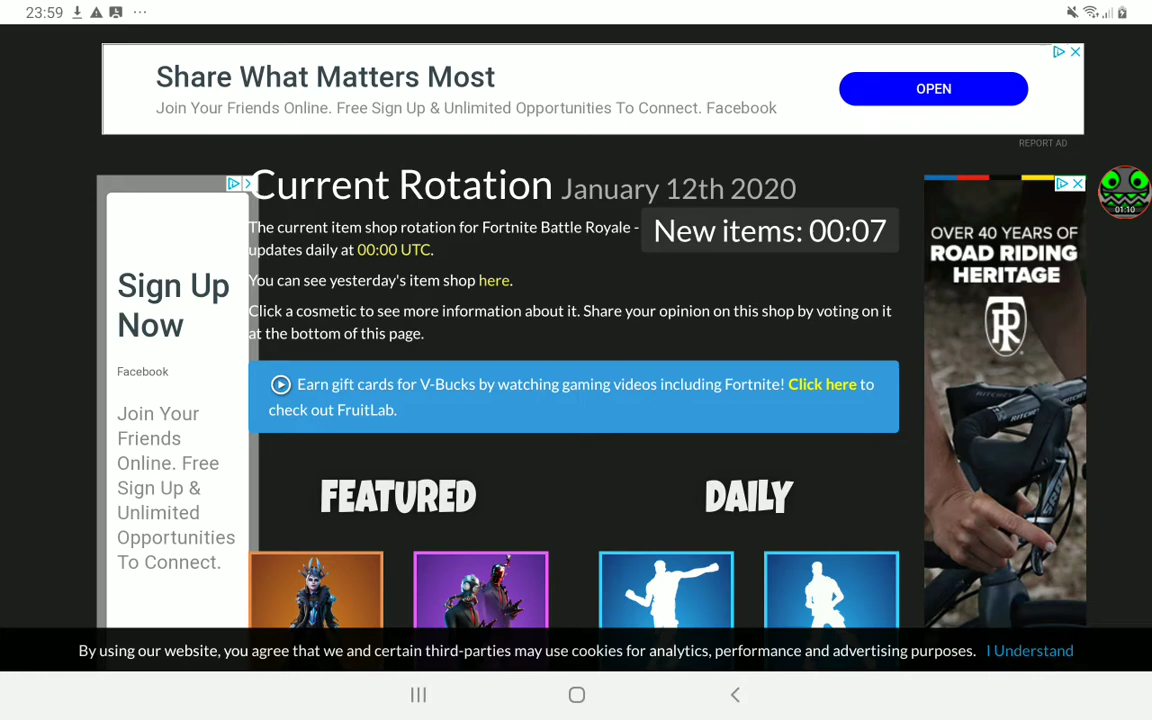 23:59
Share What Matters Most
Join Your Friends Online. Free Sign Up & Unlimited Opportunities To Connect. Facebook
OPEN
REPORT AD
Sign Up
Now
Facebook
Join Your
Friends
Online. Free
Sign Up &
Unlimited
Opportunities
To Connect.
Current Rotation January 12th 2020
The current item shop rotation for Fortnite Battle Royale -
updates daily at 00:00 UTC.
New items: 00:07
You can see yesterday's item shop here.
Click a cosmetic to see more information about it. Share your opinion on this shop by voting on it
at the bottom of this page.
Earn gift cards for V-Bucks by watching gaming videos including Fortnite! Click here to
check out FruitLab.
FEATURED
DAILY
01:10
OVER 40 YEARS OF
ROAD RIDING
HERITAGE
RITCHEY
By using our website, you agree that we and certain third-parties may use cookies for analytics, performance and advertising purposes. I Understand